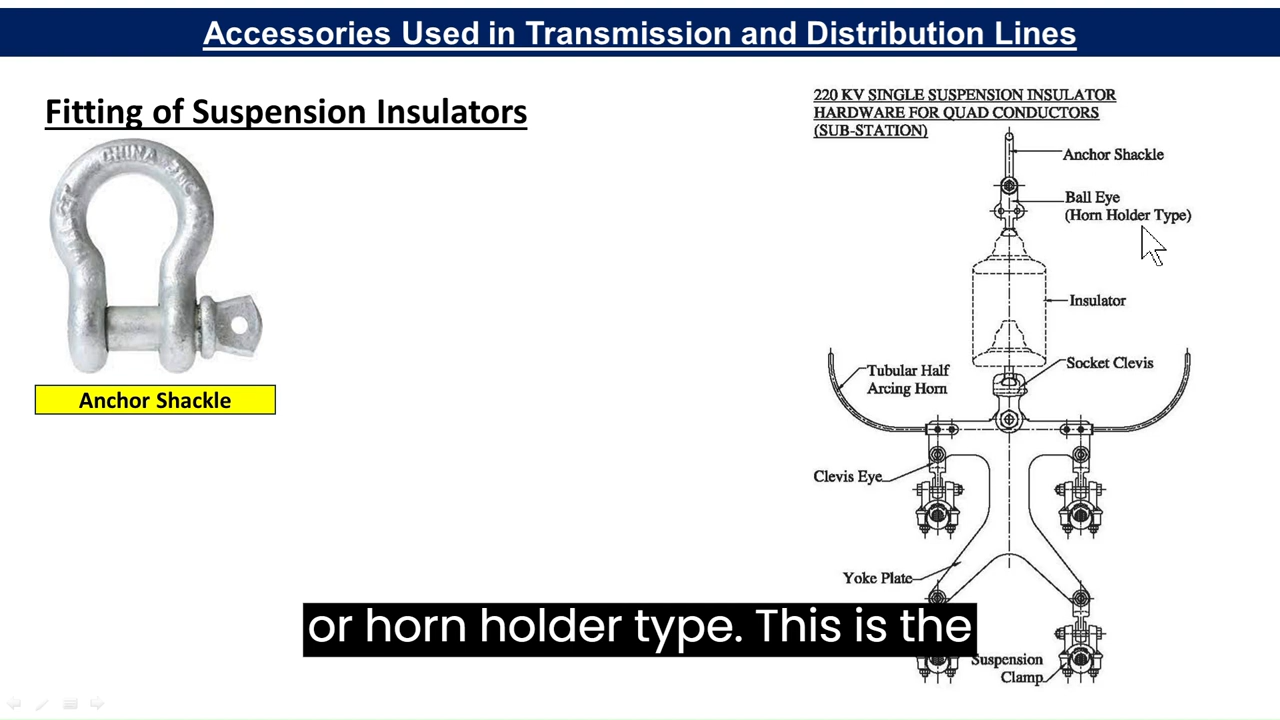 Accessories Used in Transmission and Distribution Lines
Fitting of Suspension Insulators
CHINA
Anchor Shackle
220 KV SINGLE SUSPENSION INSULATOR
HARDWARE FOR QUAD CONDUCTORS
(SUB-STATION)
Anchor Shackle
Ball Eye
(Horn Holder Type)
Insulator
Socket Clevis
Tubular Half
Arcing Horn
Clevis Eye
Yoke Plate
Suspension
Clamp
or horn holder type. This is the